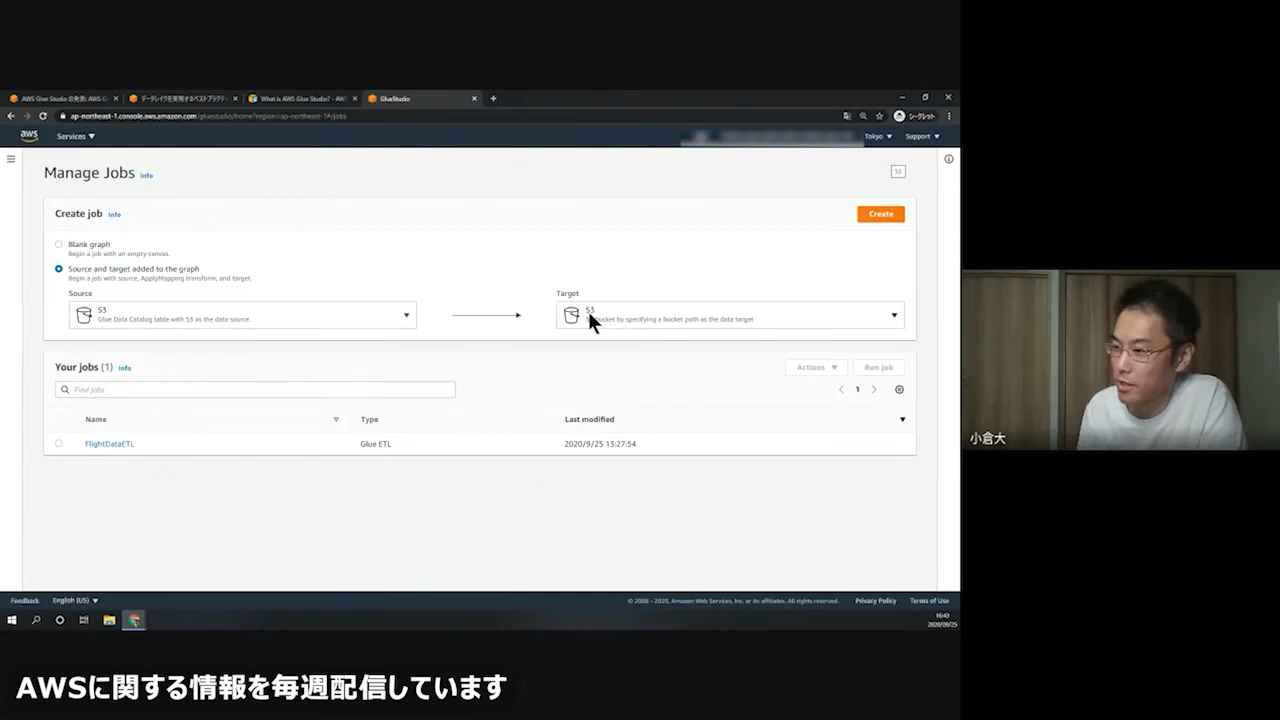 AWS Glue Studio の発表: AWS G
データレイクを実現するベストプラクテ
What is AWS Glue Studio? - AWS
GlueStudio
ap-northeast-1.console.aws.amazon.com/gluestudio/home?region=ap-northeast-1#/jobs
シークレット
aws
Services
Tokyo
Support
Manage Jobs
Info
53
Create job
Info
Create
Blank graph
Begin a job with an empty canvas.
Source and target added to the graph
Begin a job with source, ApplyMapping transform, and target.
Source
Target
S3
Glue Data Catalog table with S3 as the data source.
S3
bucket by specifying a bucket path as the data target
Your jobs (1)
Info
Actions
Run job
Find jobs
1
Name
Type
Last modified
FlightDataETL
Glue ETL
2020/9/25 13:27:54
Feedback
English (US)
© 2008 - 2020, Amazon Web Services, Inc. or its affiliates. All rights reserved.
Privacy Policy
Terms of Use
16:43
2020/09/25
小倉大
AWSに関する情報を毎週配信しています